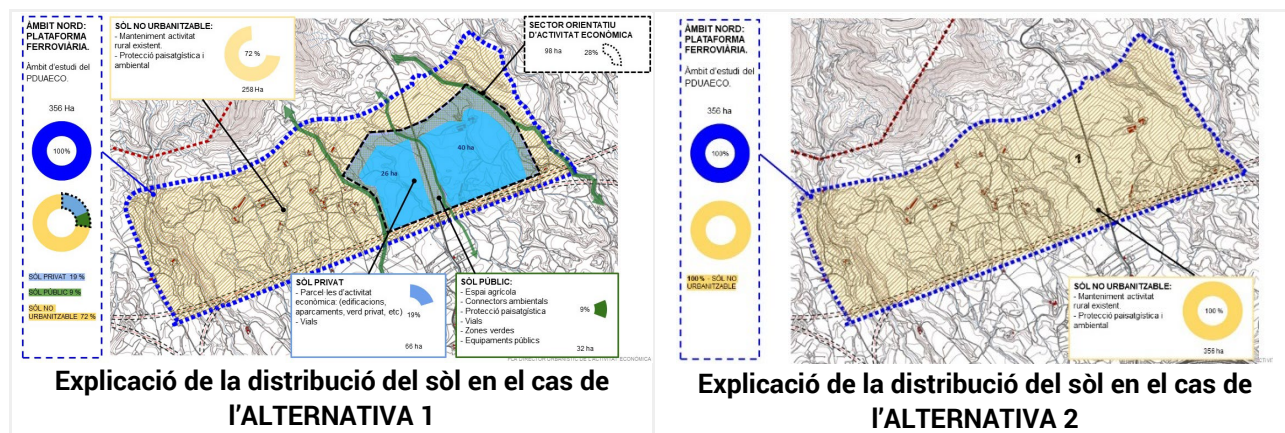 ÀMBIT NORD:
PLATAFORMA
FERROVIÀRIA.
Àmbit d'estudi del
PDUAECO.
356 Ha
100%
SÒL PRIVAT 19 %
SÒL PÚBLIC 9 %
SÒL NO
URBANITZABLE 72 %
SÒL NO URBANITZABLE:
- Manteniment activitat
rural existent.
- Protecció paisatgística i
ambiental
72 %
258 Ha
SECTOR ORIENTATIU
D'ACTIVITAT ECONÒMICA
98 ha
28%
40 ha
26 ha
SÒL PRIVAT
- Parcel·les d'activitat
econòmica: (edificacions,
aparcaments, verd privat, etc)
- Vials
19%
66 ha
SÒL PÚBLIC:
- Espai agrícola
- Connectors ambientals
- Protecció paisatgística
- Vials
- Zones verdes
- Equipaments públics
9%
32 ha
PLA DIRECTOR URBANÍSTIC DE L'ACTIVITAT ECONÒMICA
Explicació de la distribució del sòl en el cas de
l'ALTERNATIVA 1
ÀMBIT NORD:
PLATAFORMA
FERROVIÀRIA.
Àmbit d'estudi del
PDUAECO.
356 ha
100%
100% - SÒL NO
URBANITZABLE
1
SÒL NO URBANITZABLE:
- Manteniment activitat
rural existent
- Protecció paisatgística i
ambiental
100 %
356 ha
Explicació de la distribució del sòl en el cas de
l'ALTERNATIVA 2